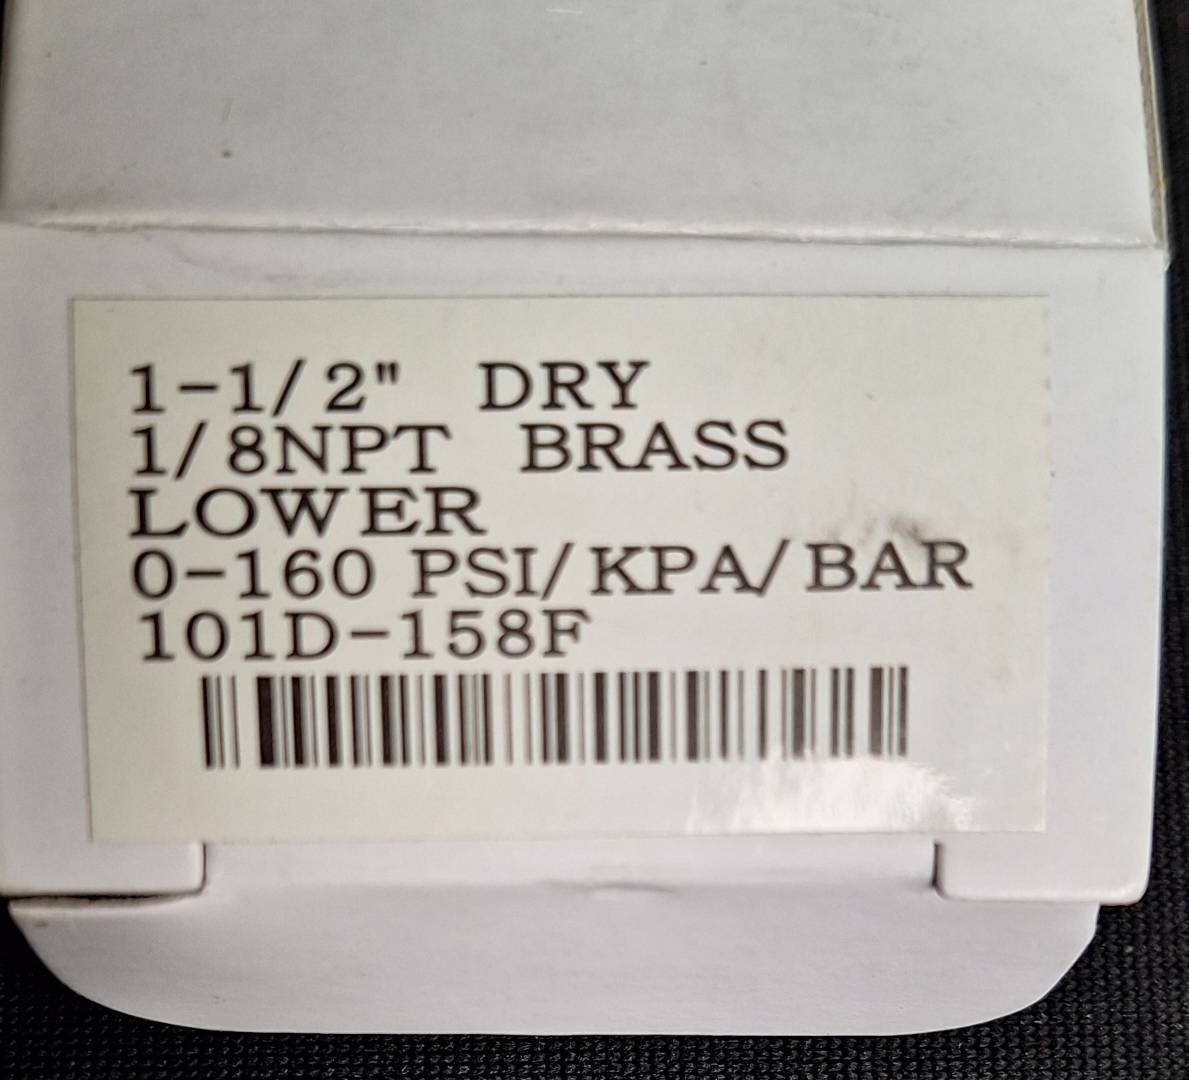 1-1/2" DRY
1/8NPT BRASS
LOWER
0-160 PSI/KPA/BAR
101D-158F